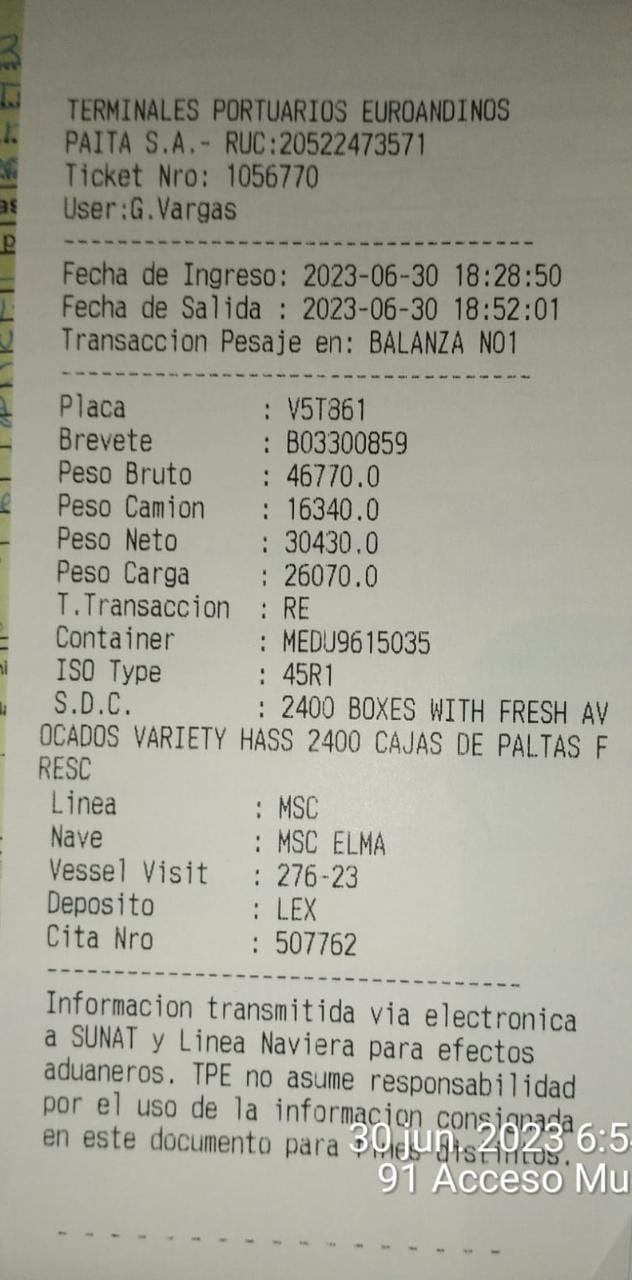 TERMINALES PORTUARIOS EUROANDINOS
PAITA S.A.- RUC:20522473571
Ticket Nro: 1056770
User:G.Vargas
Fecha de Ingreso: 2023-06-30 18:28:50
Fecha de Salida : 2023-06-30 18:52:01
Transaccion Pesaje en: BALANZA NO1
Placa : V5T861
Brevete : B03300859
Peso Bruto : 46770.0
Peso Camion : 16340.0
Peso Neto : 30430.0
Peso Carga : 26070.0
T.Transaccion : RE
Container : MEDU9615035
ISO Type : 45R1
S.D.C. : 2400 BOXES WITH FRESH AV
OCADOS VARIETY HASS 2400 CAJAS DE PALTAS F
RESC
Linea : MSC
Nave : MSC ELMA
Vessel Visit : 276-23
Deposito : LEX
Cita Nro : 507762
Informacion transmitida via electronica
a SUNAT y Linea Naviera para efectos
aduaneros. TPE no asume responsabilidad
por el uso de la informacion consignada
en este documento para fines distintos.
30 jun. 2023 6:5
91 Acceso Mu